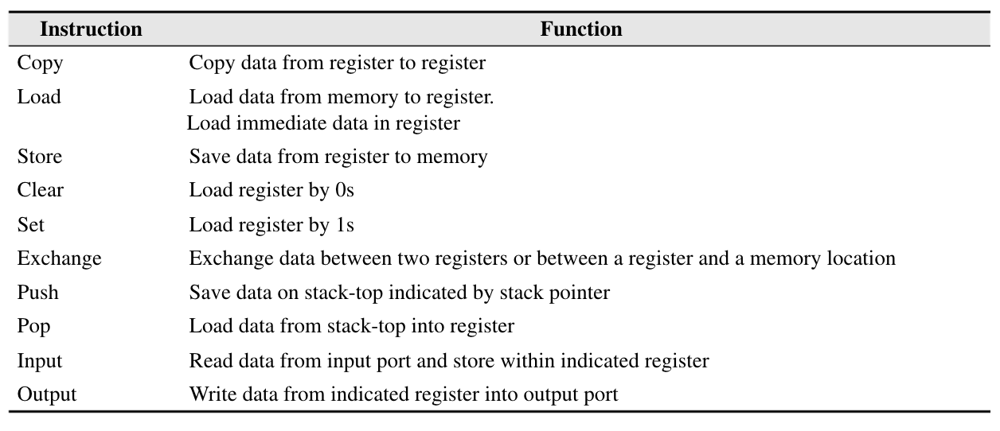 Instruction Function
Copy Copy data from register to register
Load Load data from memory to register.
Load immediate data in register
Store Save data from register to memory
Clear Load register by 0s
Set Load register by 1s
Exchange Exchange data between two registers or between a register and a memory location
Push Save data on stack-top indicated by stack pointer
Pop Load data from stack-top into register
Input Read data from input port and store within indicated register
Output Write data from indicated register into output port